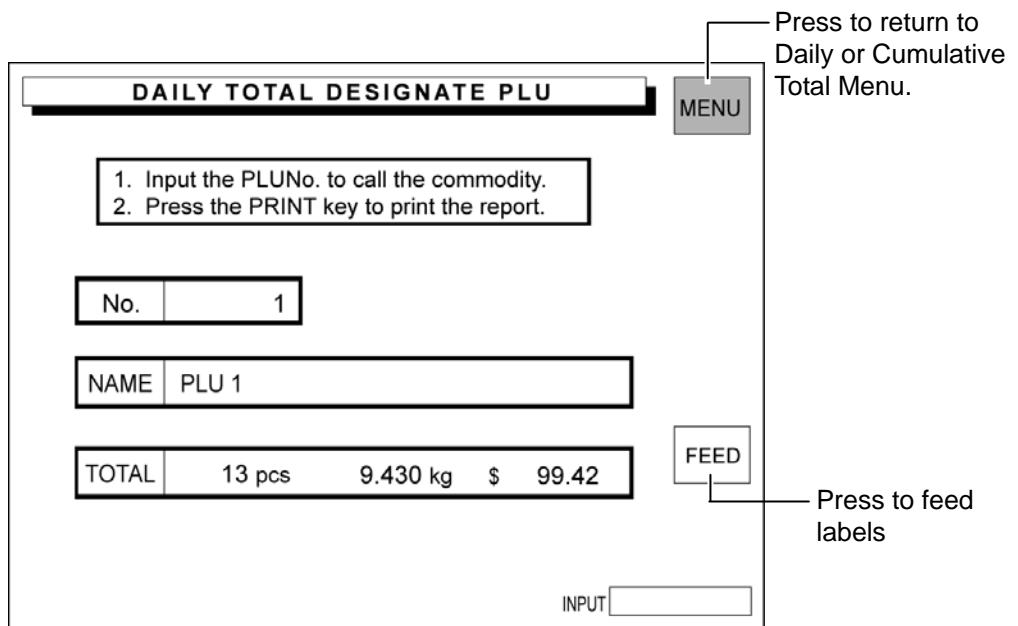 Press to return to
Daily or Cumulative
Total Menu.
DAILY TOTAL DESIGNATE PLU
MENU
1. Input the PLUNo. to call the commodity.
2. Press the PRINT key to print the report.
No. 1
NAME PLU 1
TOTAL 13 pcs 9.430 kg $ 99.42
FEED
Press to feed
labels
INPUT